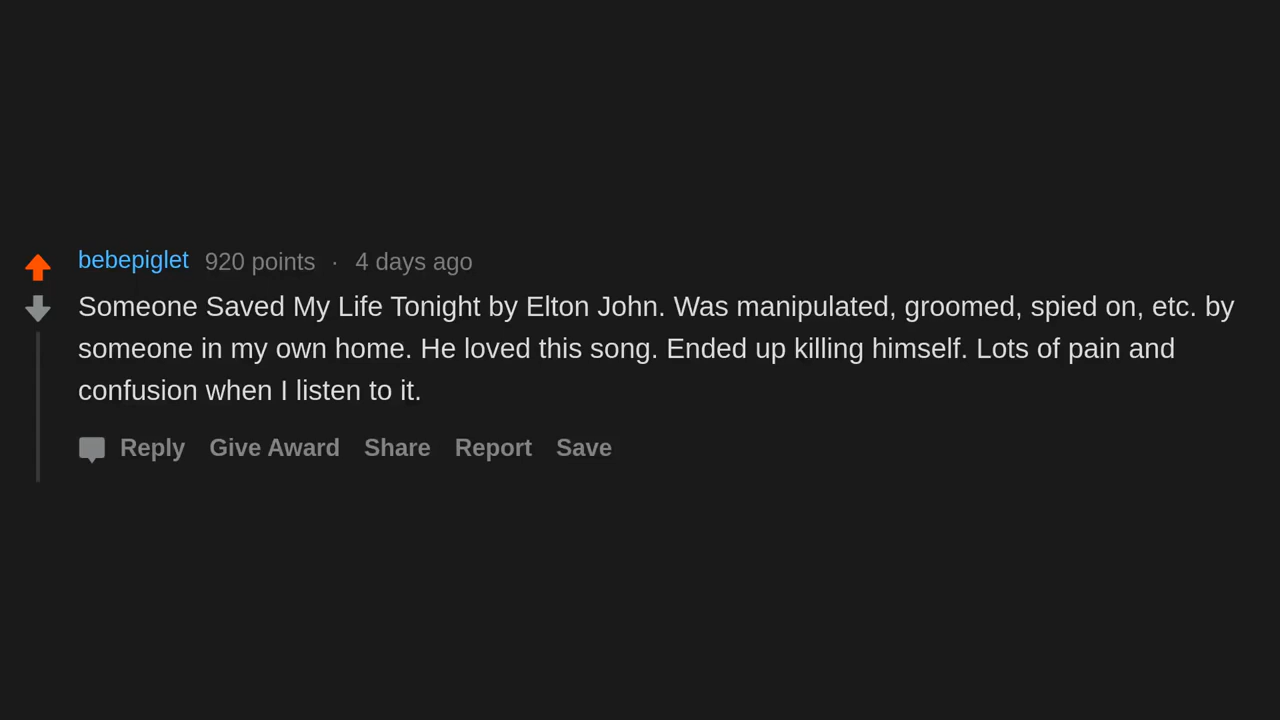 bebepiglet 920 points · 4 days ago
Someone Saved My Life Tonight by Elton John. Was manipulated, groomed, spied on, etc. by
someone in my own home. He loved this song. Ended up killing himself. Lots of pain and
confusion when I listen to it.
Reply Give Award Share Report Save